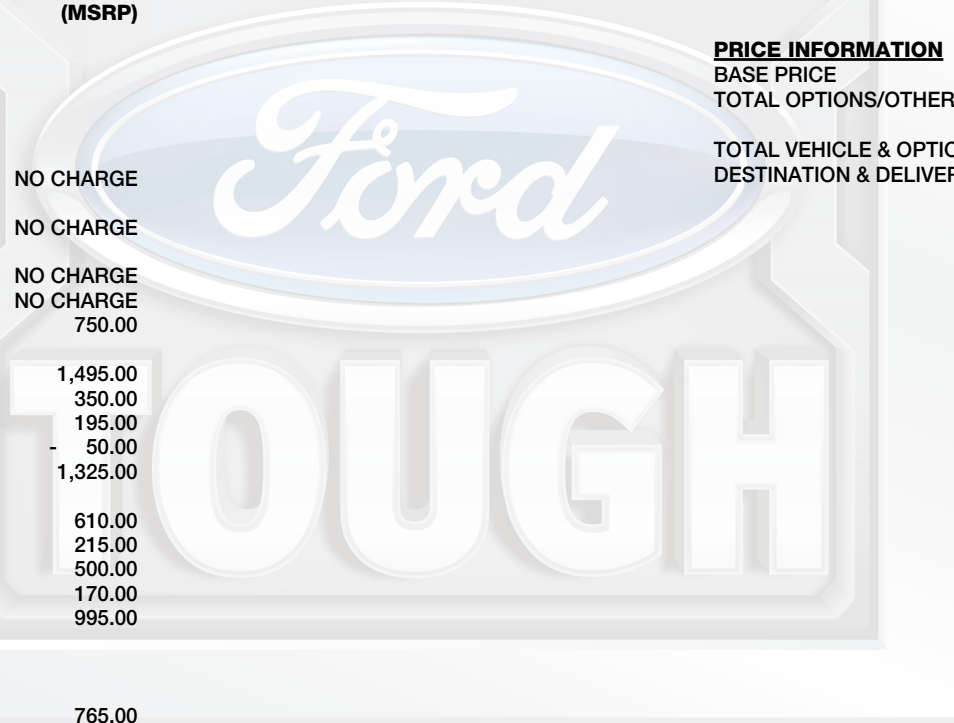 (MSRP)
NO CHARGE
NO CHARGE
NO CHARGE
NO CHARGE
750.00
1,495.00
350.00
195.00
- 50.00
1,325.00
610.00
215.00
500.00
170.00
995.00
765.00
PRICE INFORMATION
BASE PRICE
TOTAL OPTIONS/OTHER
TOTAL VEHICLE & OPTIO
DESTINATION & DELIVER
Ford
TOUGH